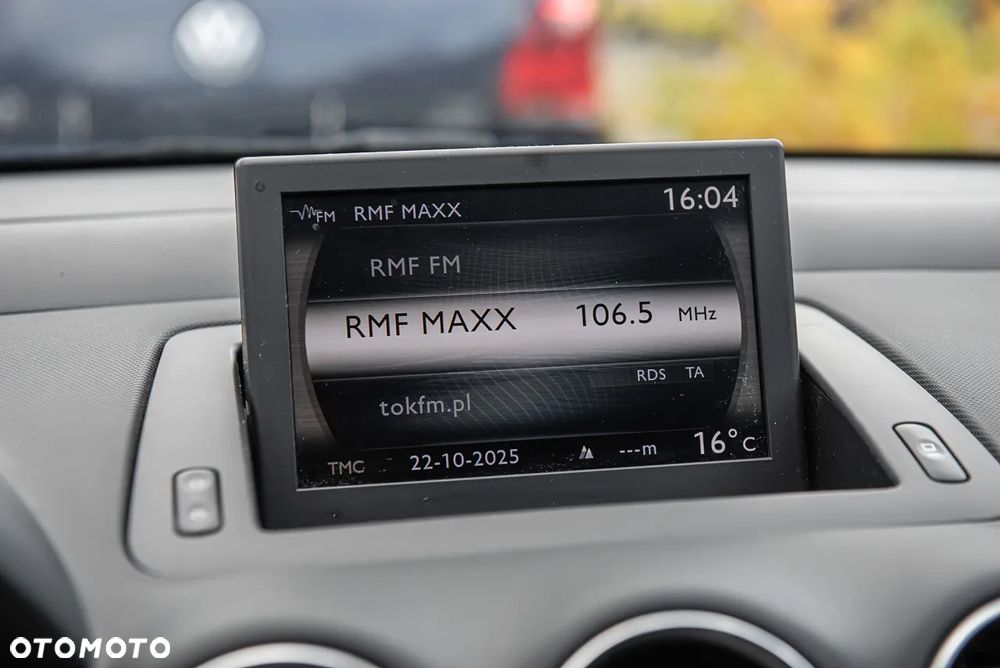 FM RMF MAXX 16:04
RMF FM
RMF MAXX 106.5 MHz
RDS TA
tokfm.pl
TMC 22-10-2025 ---m 16°C
OTOMOTO